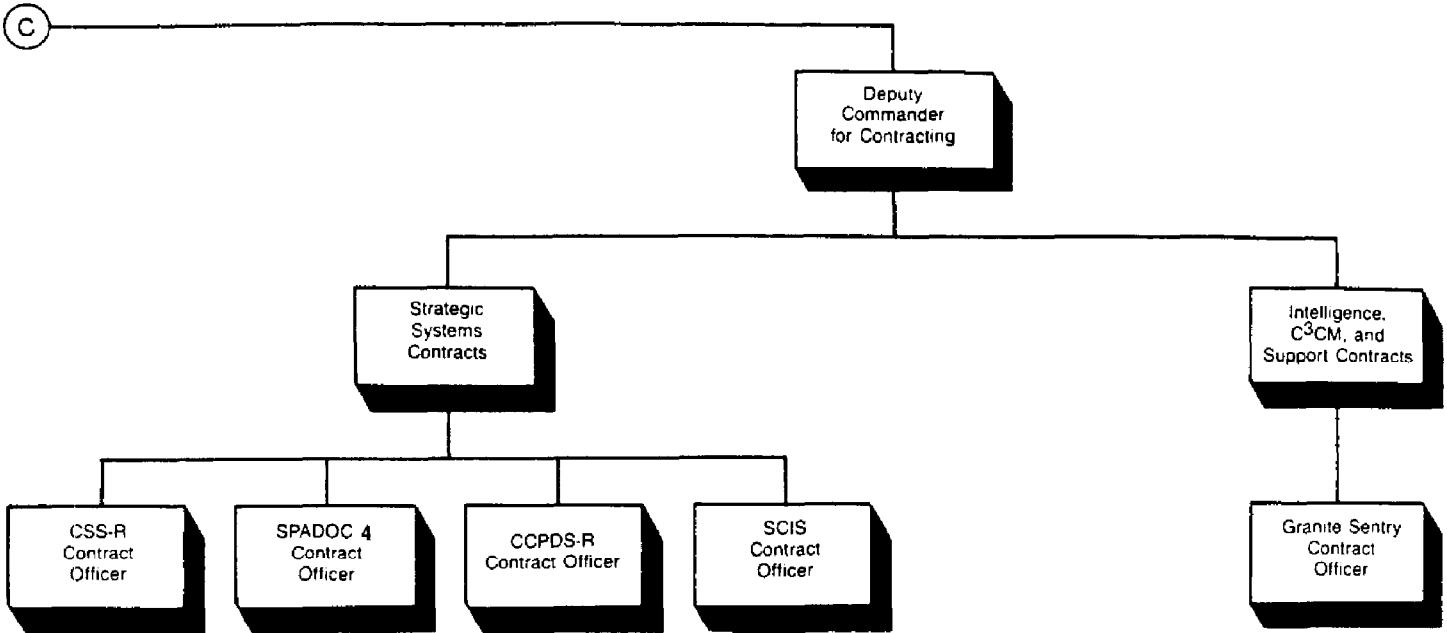 C
Deputy
Commander
for Contracting
Strategic
Systems
Contracts
Intelligence,
C³CM, and
Support Contracts
CSS-R
Contract
Officer
SPADOC 4
Contract
Officer
CCPDS-R
Contract Officer
SCIS
Contract
Officer
Granite Sentry
Contract
Officer